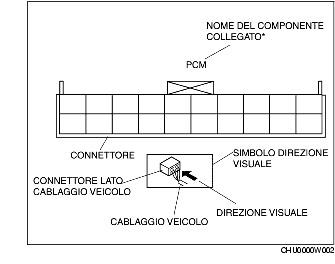 NOME DEL COMPONENTE
COLLEGATO*
PCM
CONNETTORE
SIMBOLO DIREZIONE
VISUALE
CONNETTORE LATO
CABLAGGIO VEICOLO
DIREZIONE VISUALE
CABLAGGIO VEICOLO
CHU0000W002